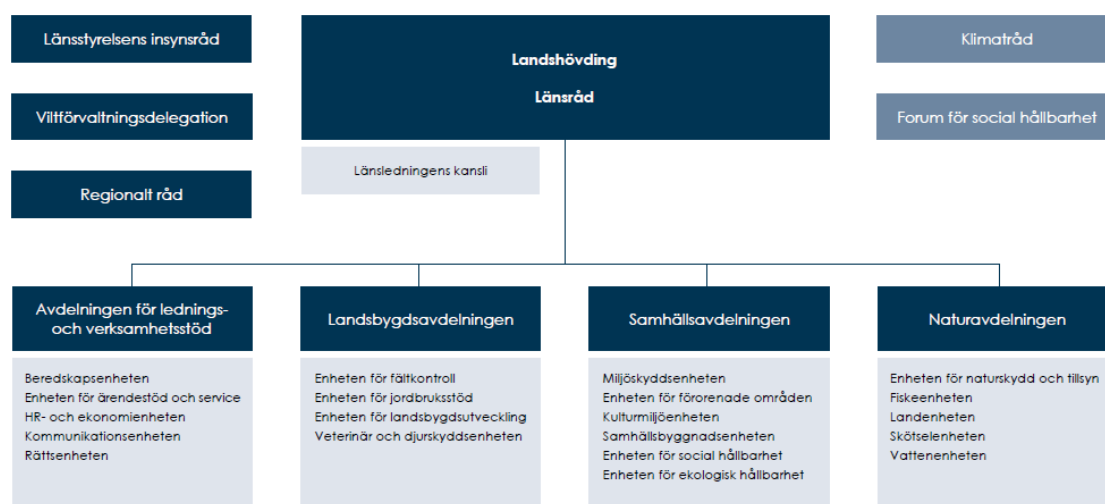 Länsstyrelsens insynsråd
Viltförvaltningsdelegation
Regionalt råd
Landshövding
Länsråd
Länsledningens kansli
Klimatråd
Forum för social hållbarhet
Avdelningen för lednings-
och verksamhetsstöd
Beredskapsenheten
Enheten för ärendestöd och service
HR- och ekonomienheten
Kommunikationsenheten
Rättsenheten
Landsbygdsavdelningen
Enheten för fältkontroll
Enheten för jordbruksstöd
Enheten för landsbygdsutveckling
Veterinär och djurskyddsenheten
Samhällsavdelningen
Miljöskyddsenheten
Enheten för förorenade områden
Kulturmiljöenheten
Samhällsbyggnadsenheten
Enheten för social hållbarhet
Enheten för ekologisk hållbarhet
Naturavdelningen
Enheten för naturskydd och tillsyn
Fiskeenheten
Landenheten
Skötselenheten
Vattenenheten